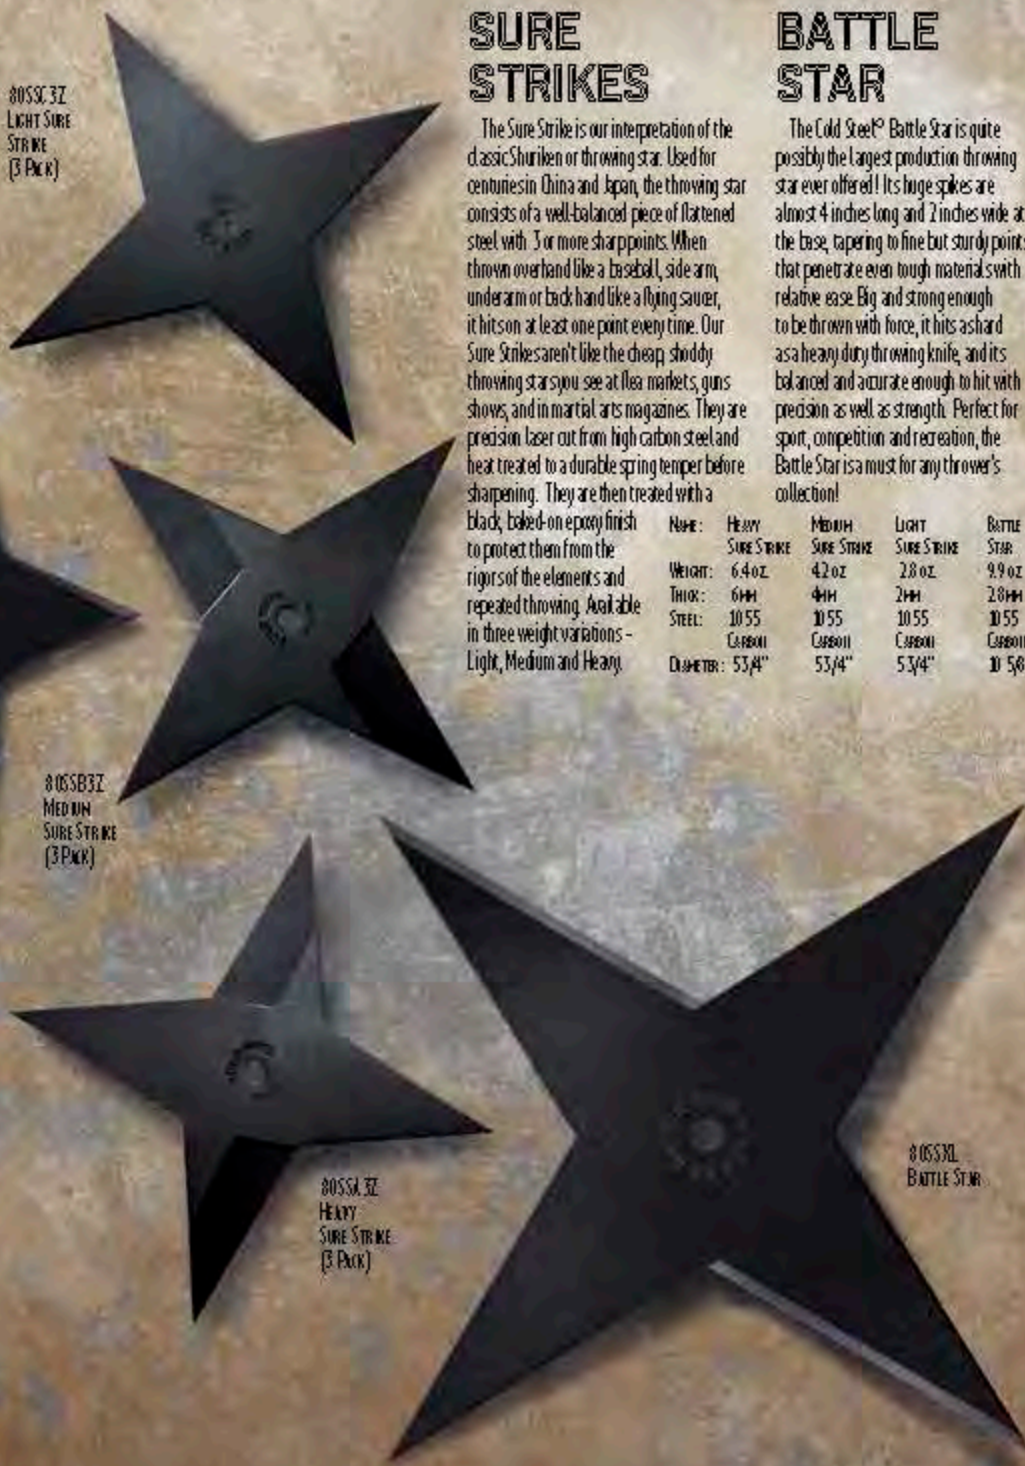 80SSC3Z
LIGHT SURE
STRIKE
(3 PACK)
SURE
STRIKES
The Sure Strike is our interpretation of the
classic Shuriken or throwing star. Used for
centuries in China and Japan, the throwing star
consists of a well-balanced piece of flattened
steel with 3 or more sharp points. When
thrown overhand like a baseball, side arm,
underarm or back hand like a flying saucer,
it hits on at least one point every time. Our
Sure Strikes aren't like the cheap, shoddy
throwing stars you see at flea markets, guns
shows, and in martial arts magazines. They are
precision laser cut from high carbon steel and
heat treated to a durable spring temper before
sharpening. They are then treated with a
black, baked-on epoxy finish
to protect them from the
rigors of the elements and
repeated throwing. Available
in three weight variations –
Light, Medium and Heavy.
BATTLE
STAR
The Cold Steel® Battle Star is quite
possibly the largest production throwing
star ever offered! Its huge spikes are
almost 4 inches long and 2 inches wide at
the base, tapering to fine but sturdy points
that penetrate even tough materials with
relative ease. Big and strong enough
to be thrown with force, it hits as hard
as a heavy duty throwing knife, and its
balanced and accurate enough to hit with
precision as well as strength. Perfect for
sport, competition and recreation, the
Battle Star is a must for any thrower's
collection!
NAME: HEAVY MEDIUM LIGHT BATTLE
SURE STRIKE SURE STRIKE SURE STRIKE STAR
WEIGHT: 6.4 oz. 4.2 oz 2.8 oz. 9.9 oz
THICK: 6MM 4MM 2MM 2.8MM
STEEL: 1055 1055 1055 1055
CARBON CARBON CARBON CARBON
DIAMETER: 5 3/4" 5 3/4" 5 3/4" 10 5/8
80SSB3Z
MEDIUM
SURE STRIKE
(3 PACK)
80SSA3Z
HEAVY
SURE STRIKE
(3 PACK)
80SSXL
BATTLE STAR